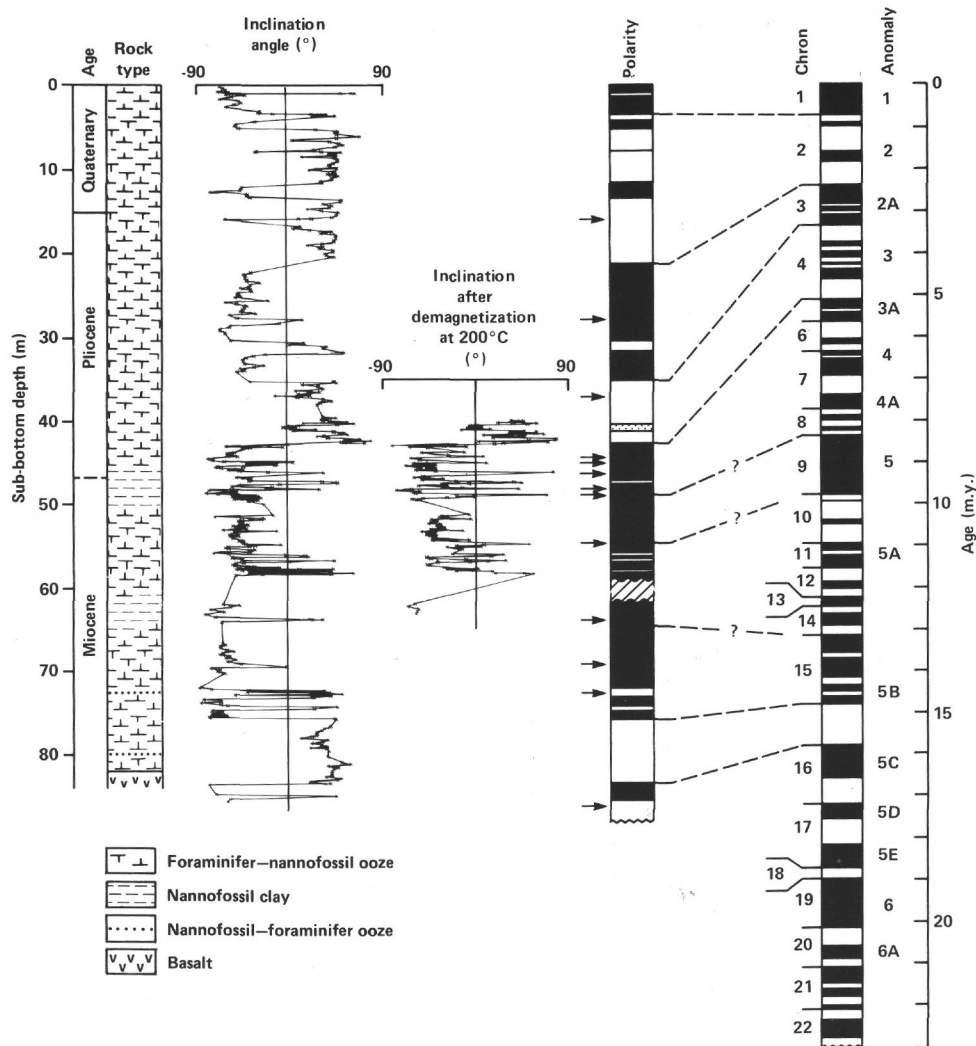 Age
Rock
type
Inclination
angle (°)
-90
90
Sub-bottom depth (m)
0
10
20
30
40
50
60
70
80
Quaternary
Pliocene
Miocene
Inclination
after
demagnetization
at 200°C
(°)
-90
90
Polarity
?
?
?
Chron
1
2
3
4
6
7
8
9
10
11
12
13
14
15
16
17
18
19
20
21
22
Anomaly
1
2
2A
3
3A
4
4A
5
5A
5B
5C
5D
5E
6
6A
0
5
10
15
20
Age (m.y.)
Foraminifer—nannofossil ooze
Nannofossil clay
Nannofossil—foraminifer ooze
Basalt